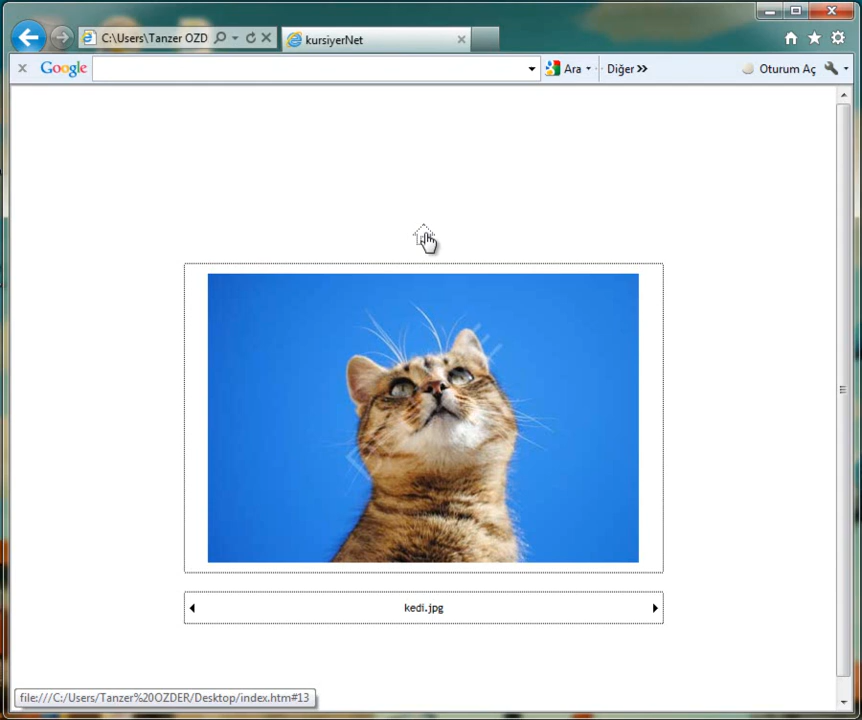 C:\Users\Tanzer OZD
kursiyerNet
Google
Ara
Diğer
Oturum Aç
kedi.jpg
file:///C:/Users/Tanzer%20OZDER/Desktop/index.htm#13